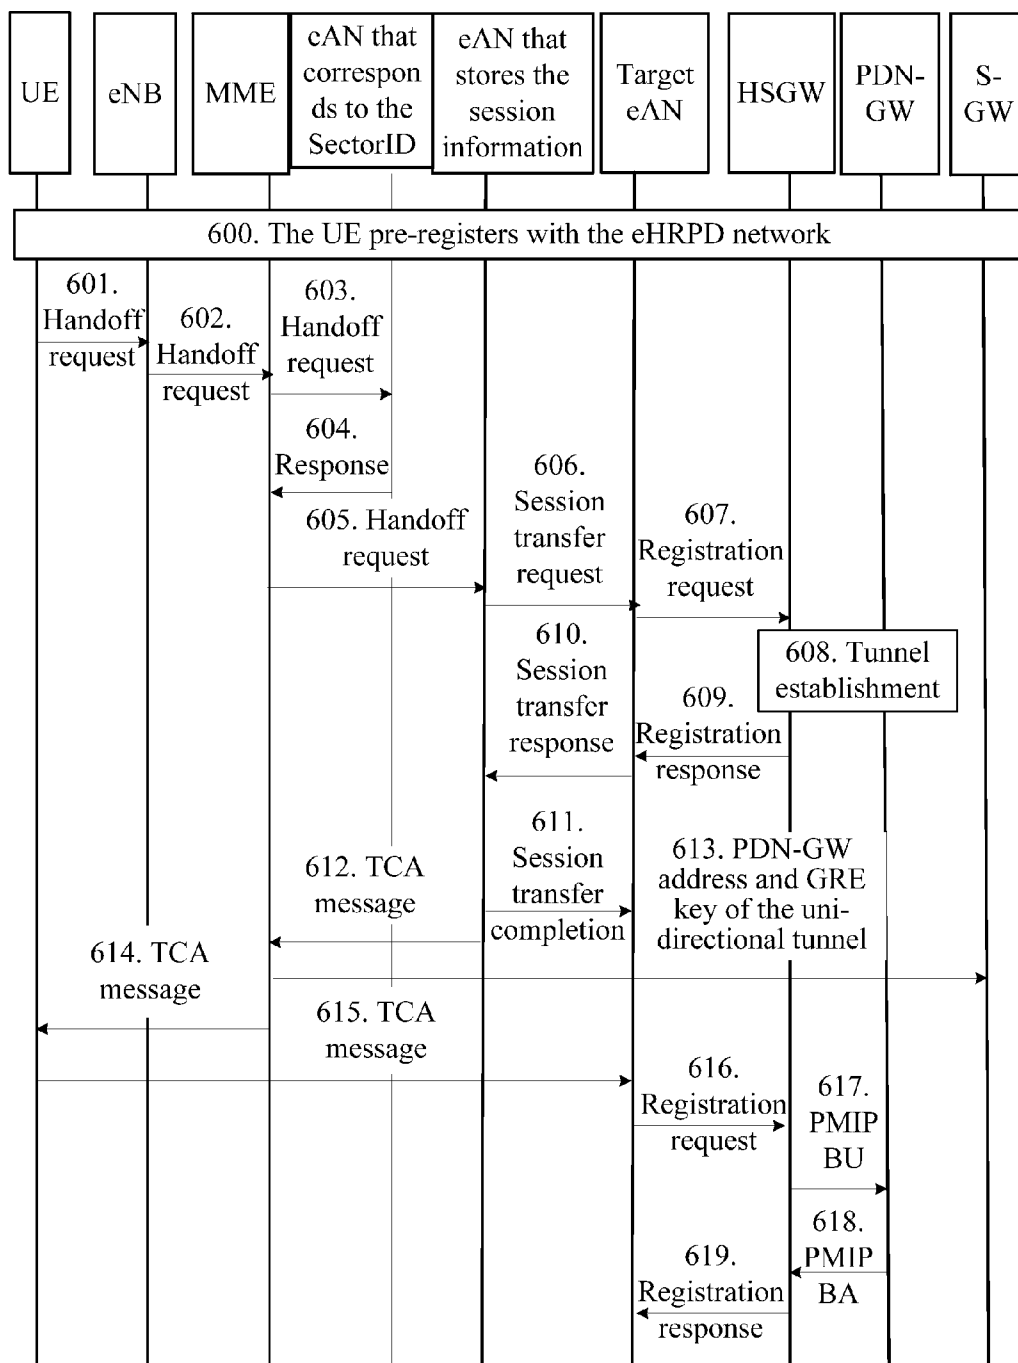 UE
eNB
MME
eAN that
correspon
ds to the
SectorID
eAN that
stores the
session
information
Target
eAN
HSGW
PDN-
GW
S-
GW
600. The UE pre-registers with the eHRPD network
601.
Handoff
request
602.
Handoff
request
603.
Handoff
request
604.
Response
605. Handoff
request
606.
Session
transfer
request
607.
Registration
request
608. Tunnel
establishment
609.
Registration
response
610.
Session
transfer
response
611.
Session
transfer
completion
612. TCA
message
613. PDN-GW
address and GRE
key of the uni-
directional tunnel
614. TCA
message
615. TCA
message
616.
Registration
request
617.
PMIP
BU
618.
PMIP
BA
619.
Registration
response